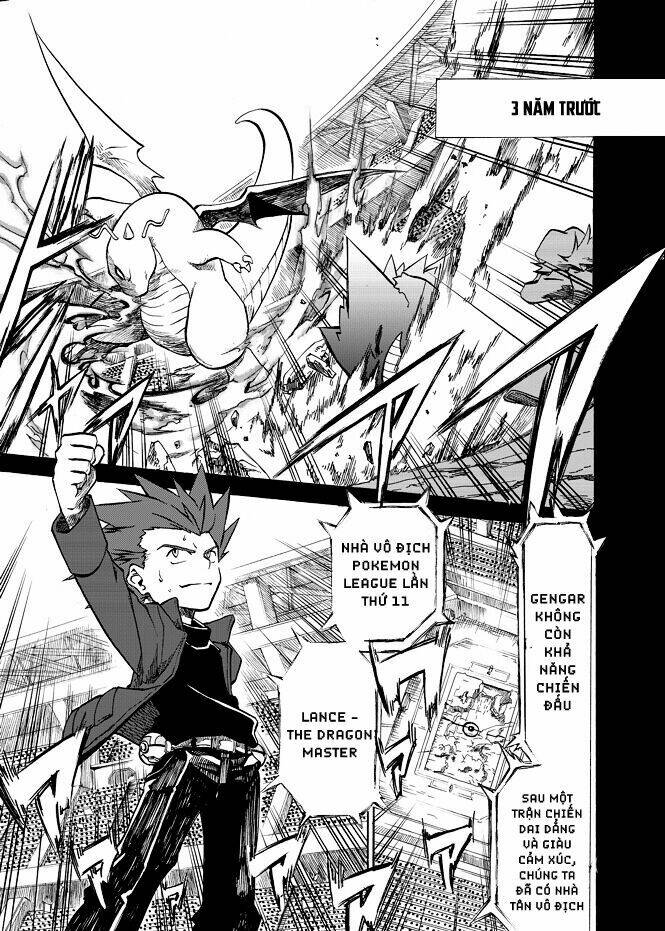 3 NĂM TRƯỚC
GENGAR
KHÔNG
CÒN
KHẢ
NĂNG
CHIẾN
ĐẤU
SAU MỘT
TRẬN CHIẾN
DAI DẲNG
VÀ GIÀU
CẢM XÚC,
CHÚNG TA
ĐÃ CÓ NHÀ
TÂN VÔ ĐỊCH
NHÀ VÔ ĐỊCH
POKEMON
LEAGUE LẦN
THỨ 11
LANCE -
THE DRAGON
MASTER